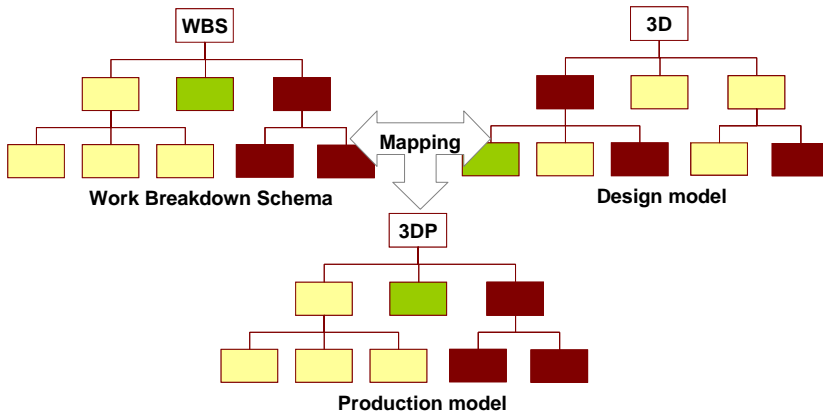 WBS
3D
Mapping
Work Breakdown Schema
Design model
3DP
Production model